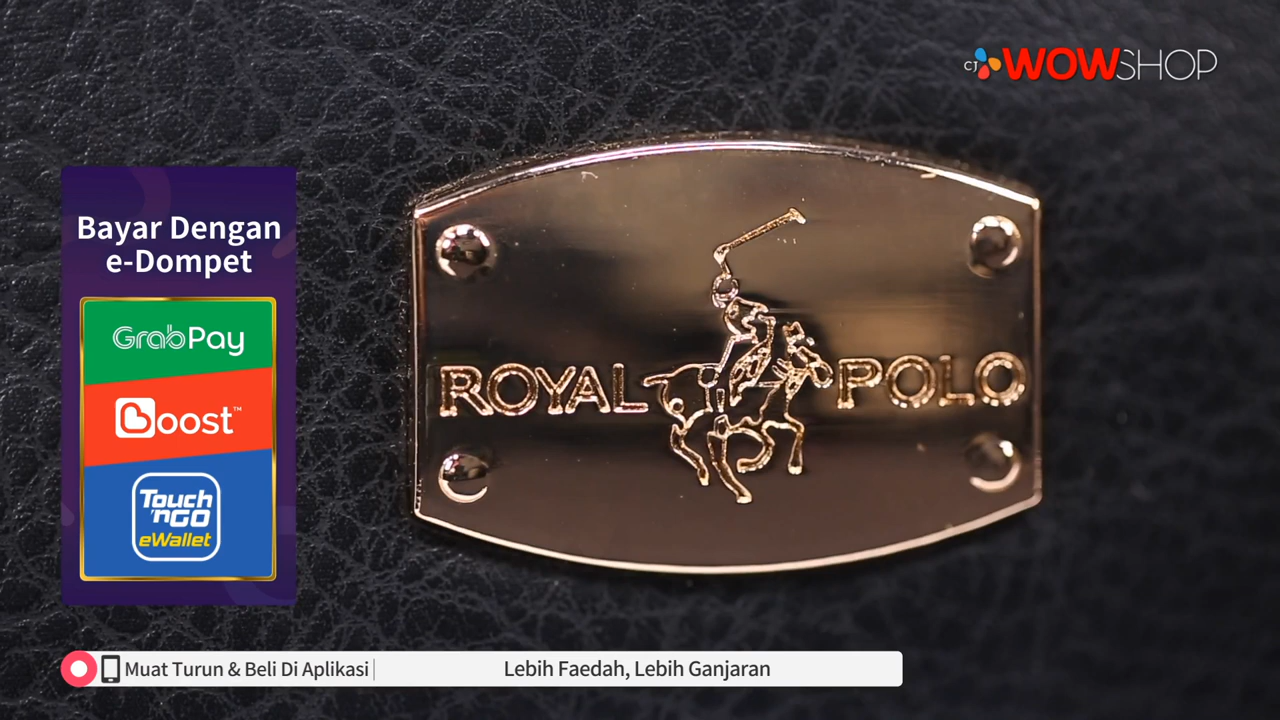 CJ WOWSHOP
Bayar Dengan
e-Dompet
GrabPay
Boost™
Touch
'nGO
eWallet
ROYAL POLO
Muat Turun & Beli Di Aplikasi
Lebih Faedah, Lebih Ganjaran